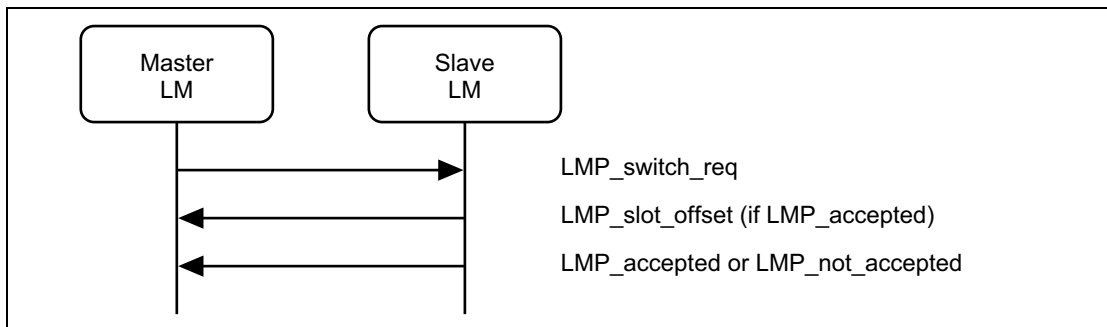 Master
LM
Slave
LM
LMP_switch_req
LMP_slot_offset (if LMP_accepted)
LMP_accepted or LMP_not_accepted